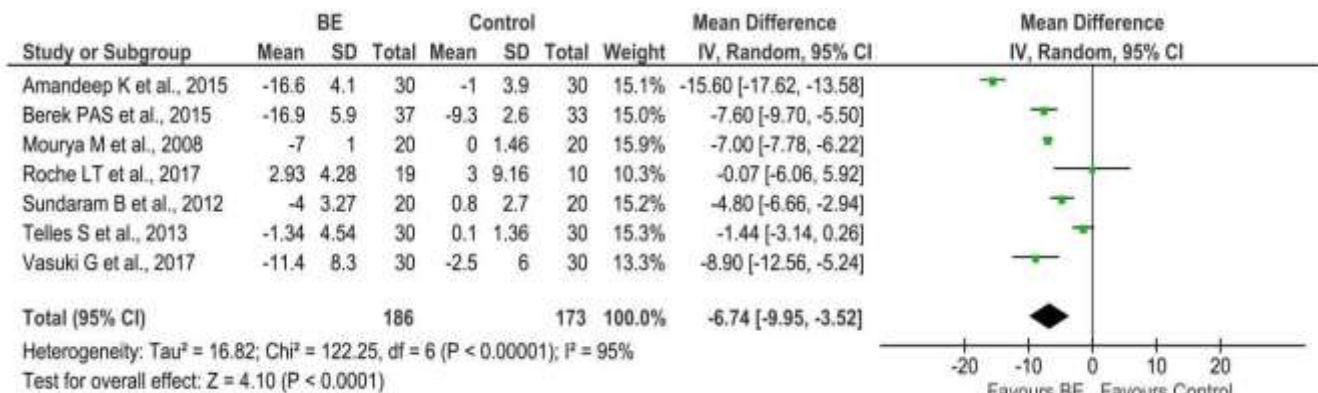 BE Control Mean Difference Mean Difference
Study or Subgroup Mean SD Total Mean SD Total Weight IV, Random, 95% CI IV, Random, 95% CI
Amandeep K et al., 2015 -16.6 4.1 30 -1 3.9 30 15.1% -15.60 [-17.62, -13.58]
Berek PAS et al., 2015 -16.9 5.9 37 -9.3 2.6 33 15.0% -7.60 [-9.70, -5.50]
Mourya M et al., 2008 -7 1 20 0 1.46 20 15.9% -7.00 [-7.78, -6.22]
Roche LT et al., 2017 2.93 4.28 19 3 9.16 10 10.3% -0.07 [-6.06, 5.92]
Sundaram B et al., 2012 -4 3.27 20 0.8 2.7 20 15.2% -4.80 [-6.66, -2.94]
Telles S et al., 2013 -1.34 4.54 30 0.1 1.36 30 15.3% -1.44 [-3.14, 0.26]
Vasuki G et al., 2017 -11.4 8.3 30 -2.5 6 30 13.3% -8.90 [-12.56, -5.24]
Total (95% CI) 186 173 100.0% -6.74 [-9.95, -3.52]
Heterogeneity: Tau² = 16.82; Chi² = 122.25, df = 6 (P < 0.00001); I² = 95%
Test for overall effect: Z = 4.10 (P < 0.0001)
-20 -10 0 10 20
Favours BE Favours Control